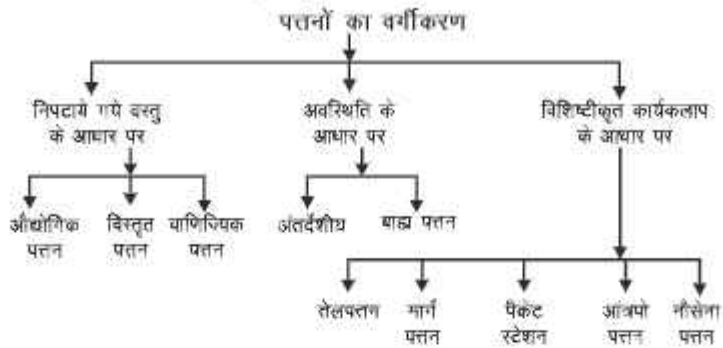 पत्तनों का वर्गीकरण
निपटाये गये वस्तु
के आधार पर
अवस्थिति के
आधार पर
विशिष्टीकृत कार्यकलाप
के आधार पर
औद्योगिक
पत्तन
विस्तृत
पत्तन
वाणिज्यिक
पत्तन
अंतर्देशीय
बाह्य पत्तन
तेलपत्तन
मार्ग
पत्तन
पैकेट
स्टेशन
आंत्रपो
पत्तन
नौसेना
पत्तन